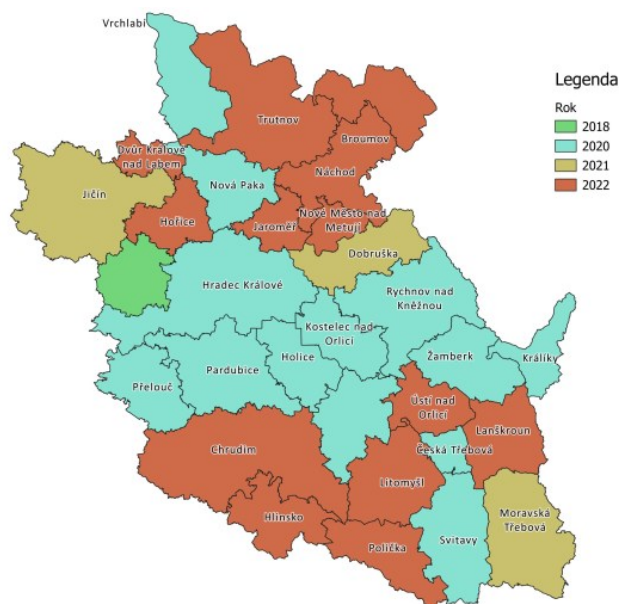 Vrchlabí
Legenda
Rok
2018
2020
2021
2022
Trutnov
Broumov
Dvůr Králové
nad Labem
Nová Paka
Náchod
Jičín
Hořice
Jaroměř
Nové Město nad
Metují
Dobruška
Hradec Králové
Rychnov nad
Kněžnou
Kostelec nad
Orlicí
Holice
Žamberk
Králíky
Přelouč
Pardubice
Ústí nad
Orlicí
Lanškroun
Chrudim
Česká Třebová
Litomyšl
Moravská
Třebová
Hlinsko
Svitavy
Polička